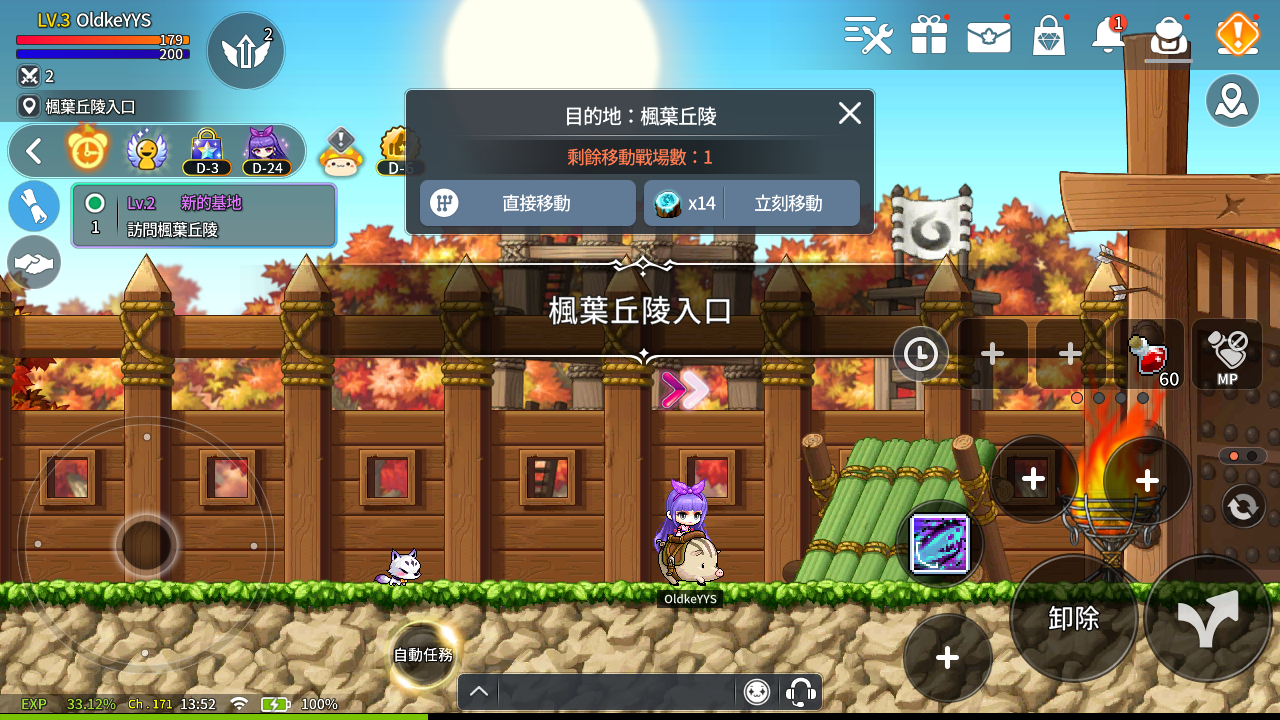 LV.3 OldkeYYS
179
200
2
2
楓葉丘陵入口
1
D-3
D-24
目的地：楓葉丘陵
剩餘移動戰場數：1
直接移動
x14
立刻移動
Lv.2 新的基地
1
訪問楓葉丘陵
楓葉丘陵入口
60
MP
OldkeYYS
卸除
自動任務
EXP 33.12% Ch.171 13:52 100%